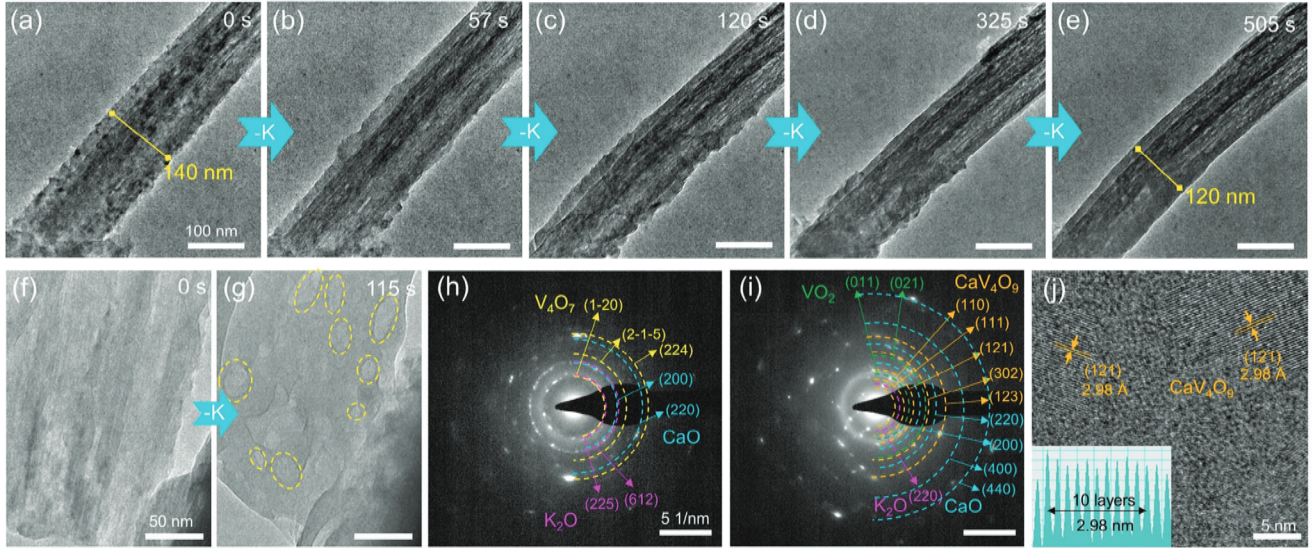 (a) 0 s
140 nm
100 nm
-K
(b) 57 s
-K
(c) 120 s
-K
(d) 325 s
-K
(e) 505 s
120 nm
(f) 0 s
50 nm
-K
(g) 115 s
(h)
V₄O₇
(1-20)
(2-1-5)
(224)
(200)
(220)
CaO
(612)
(225)
K₂O
5 1/nm
(i)
VO₂
(011)
(021)
CaV₄O₉
(110)
(111)
(121)
(302)
(123)
(220)
(200)
(400)
(440)
(220)
K₂O
CaO
(j)
(121)
2.98 Å
(121)
2.98 Å
CaV₄O₉
10 layers
2.98 nm
5 nm